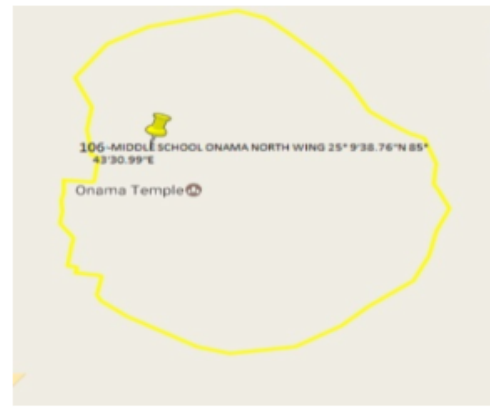 106-MIDDLE SCHOOL ONAMA NORTH WING 25° 9'38.76"N 85°
43'30.99"E
Onama Temple